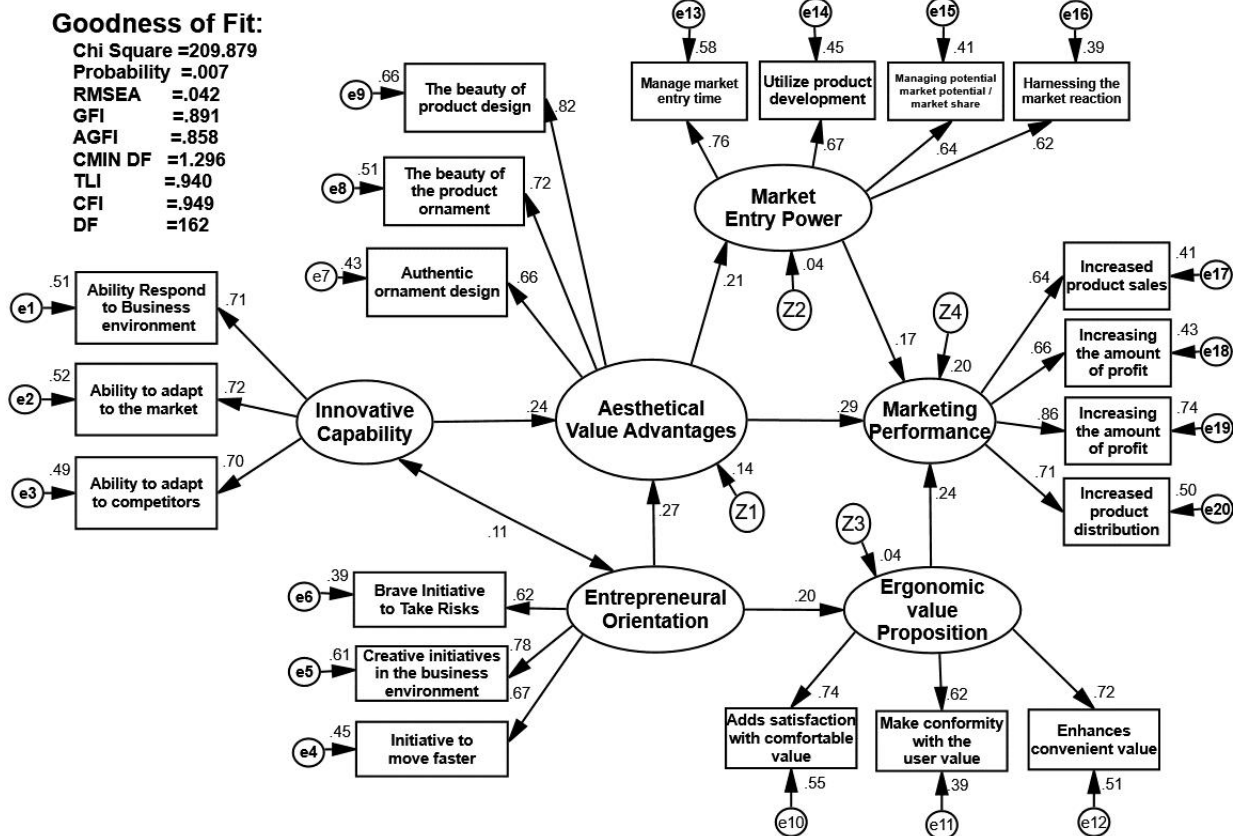 Goodness of Fit:
Chi Square =209.879
Probability =.007
RMSEA =.042
GFI =.891
AGFI =.858
CMIN DF =1.296
TLI =.940
CFI =.949
DF =162
e13
.58
e14
.45
e15
.41
e16
.39
Manage market
entry time
Utilize product
development
Managing potential
market potential /
market share
Harnessing the
market reaction
.76
.67
.64
.62
Market
Entry Power
.04
Z2
.21
.17
e9
.66
The beauty of
product design
.82
e8
.51
The beauty of
the product
ornament
.72
e7
.43
Authentic
ornament design
.66
e1
.51
Ability Respond
to Business
environment
.71
e2
.52
Ability to adapt
to the market
.72
e3
.49
Ability to adapt
to competitors
.70
Innovative
Capability
.24
Aesthetical
Value Advantages
.14
Z1
.29
Z4
.20
Marketing
Performance
.64
Increased
product sales
.41
e17
.66
Increasing
the amount
of profit
.43
e18
.86
Increasing
the amount
of profit
.74
e19
.71
Increased
product
distribution
.50
e20
.11
.27
.24
Z3
.04
e6
.39
Brave Initiative
to Take Risks
.62
e5
.61
Creative initiatives
in the business
environment
.78
e4
.45
Initiative to
move faster
.67
Entrepreneural
Orientation
.20
Ergonomic
value
Proposition
.74
.62
.72
Adds satisfaction
with comfortable
value
Make conformity
with the
user value
Enhances
convenient value
.55
e10
.39
e11
.51
e12